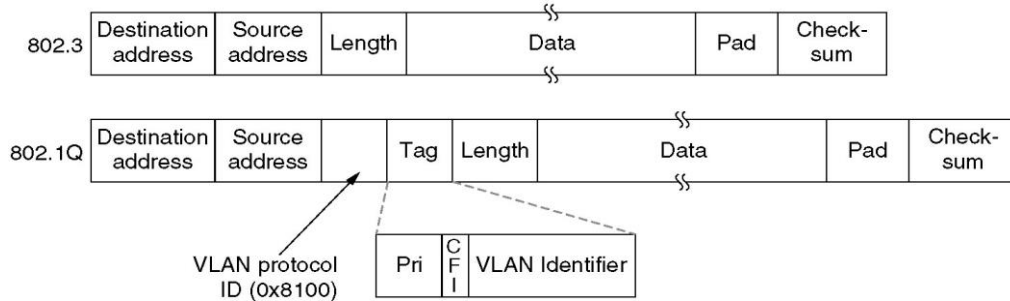 802.3 Destination address Source address Length Data Pad Check-sum
802.1Q Destination address Source address Tag Length Data Pad Check-sum
VLAN protocol ID (0x8100)
Pri CFI VLAN Identifier